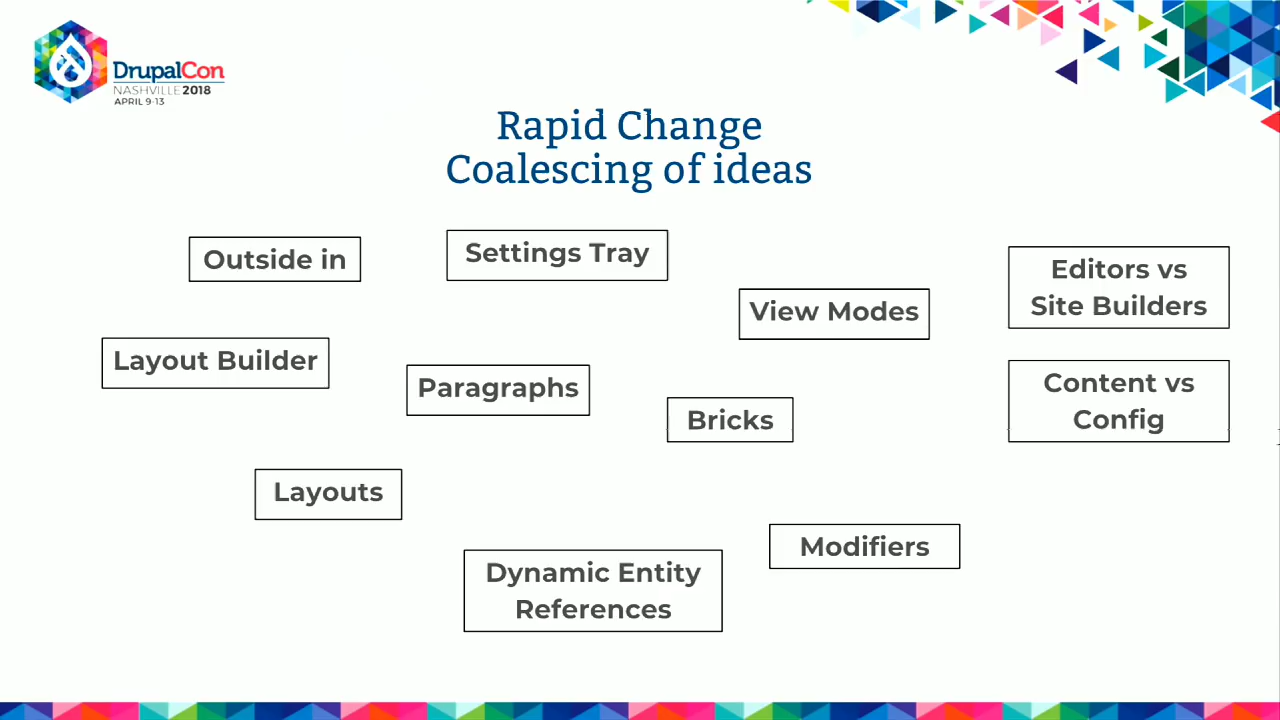 DrupalCon
NASHVILLE 2018
APRIL 9-13
Rapid Change
Coalescing of ideas
Outside in
Settings Tray
View Modes
Editors vs
Site Builders
Layout Builder
Paragraphs
Bricks
Content vs
Config
Layouts
Modifiers
Dynamic Entity
References